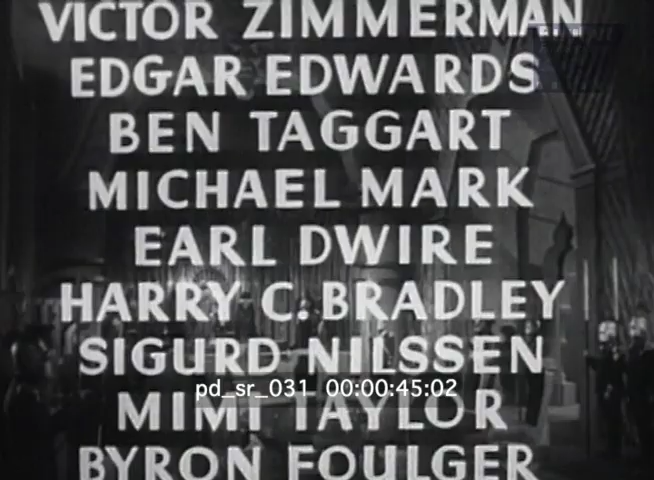 VICTOR ZIMMERMAN
EDGAR EDWARDS
BEN TAGGART
MICHAEL MARK
EARL DWIRE
HARRY C. BRADLEY
SIGURD NILSSEN
pd_sr_031 00:00:45:02
MIMI TAYLOR
BYRON FOULGER